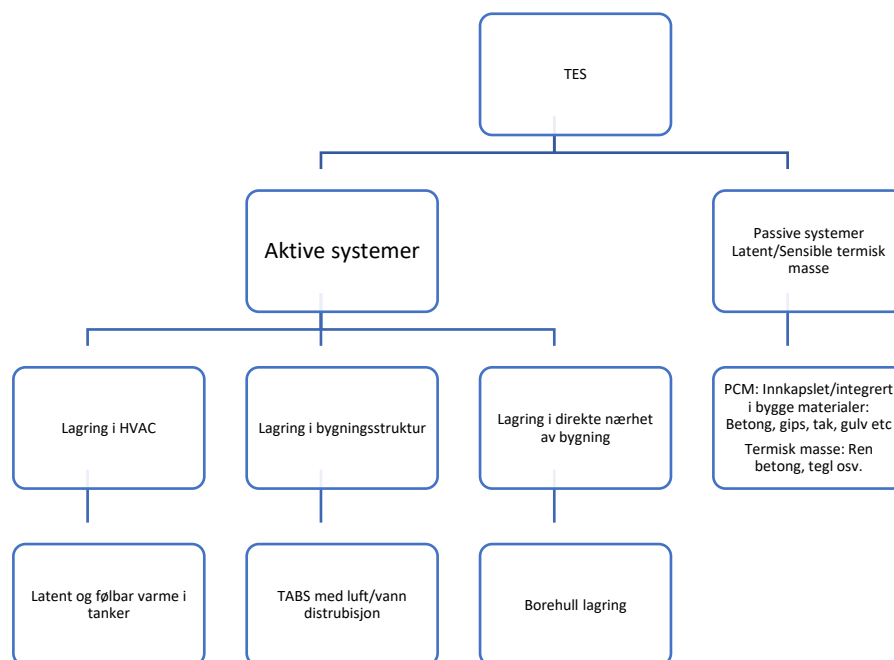 TES
Aktive systemer
Passive systemer
Latent/Sensible termisk
masse
Lagring i HVAC
Lagring i bygningsstruktur
Lagring i direkte nærhet
av bygning
PCM: Innkapslet/integrert
i bygge materialer:
Betong, gips, tak, gulv etc
Termisk masse: Ren
betong, tegl osv.
Latent og følbar varme i
tanker
TABS med luft/vann
distrubisjon
Borehull lagring